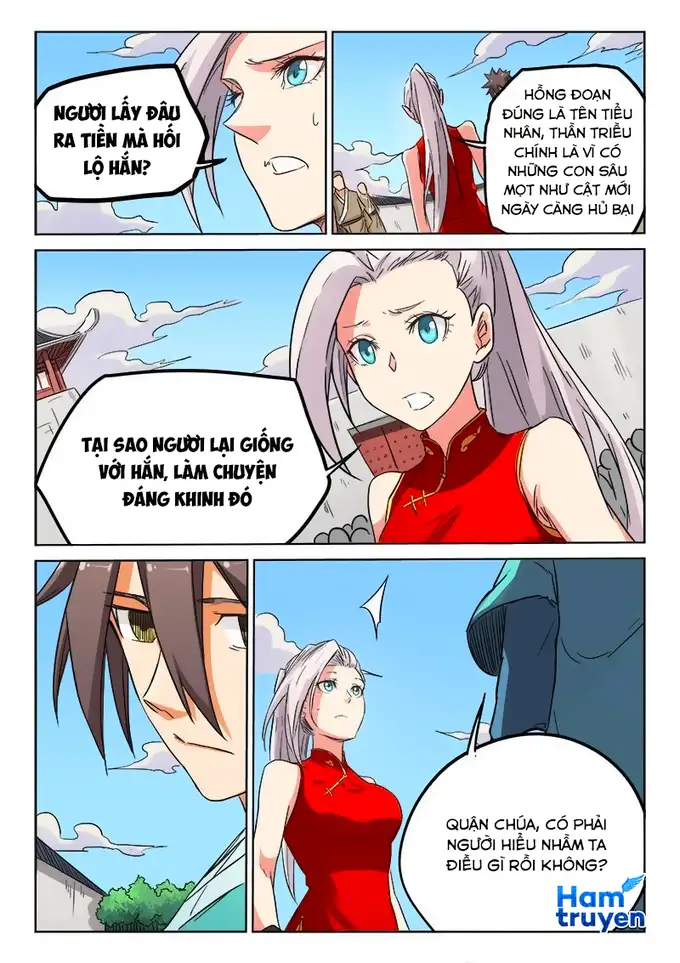 NGƯƠI LẤY ĐÂU
RA TIỀN MÀ HỐI
LỘ HẮN?
HỒNG ĐOẠN
ĐÚNG LÀ TÊN TIỂU
NHÂN, THẦN TRIỀU
CHÍNH LÀ VÌ CÓ
NHỮNG CON SÂU
MỌT NHƯ CẬT MỚI
NGÀY CÀNG HỦ BẠI
TẠI SAO NGƯƠI LẠI GIỐNG
VỚI HẮN, LÀM CHUYỆN
ĐÁNG KHINH ĐÓ
QUẬN CHÚA, CÓ PHẢI
NGƯỜI HIỂU NHẦM TA
ĐIỀU GÌ RỒI KHÔNG?
Ham
truyen